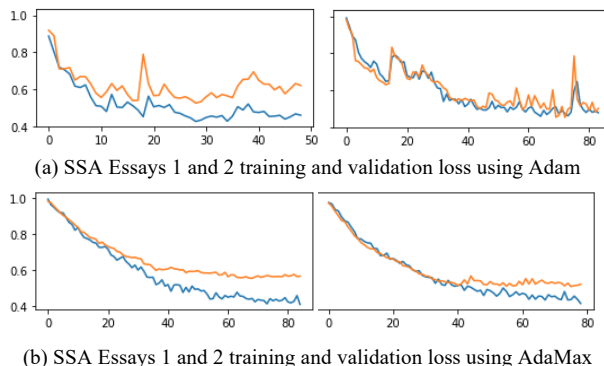 1.0
0.8
0.6
0.4
0 10 20 30 40 50 0 20 40 60 80
(a) SSA Essays 1 and 2 training and validation loss using Adam
1.0
0.8
0.6
0.4
0 20 40 60 80 0 20 40 60 80
(b) SSA Essays 1 and 2 training and validation loss using AdaMax